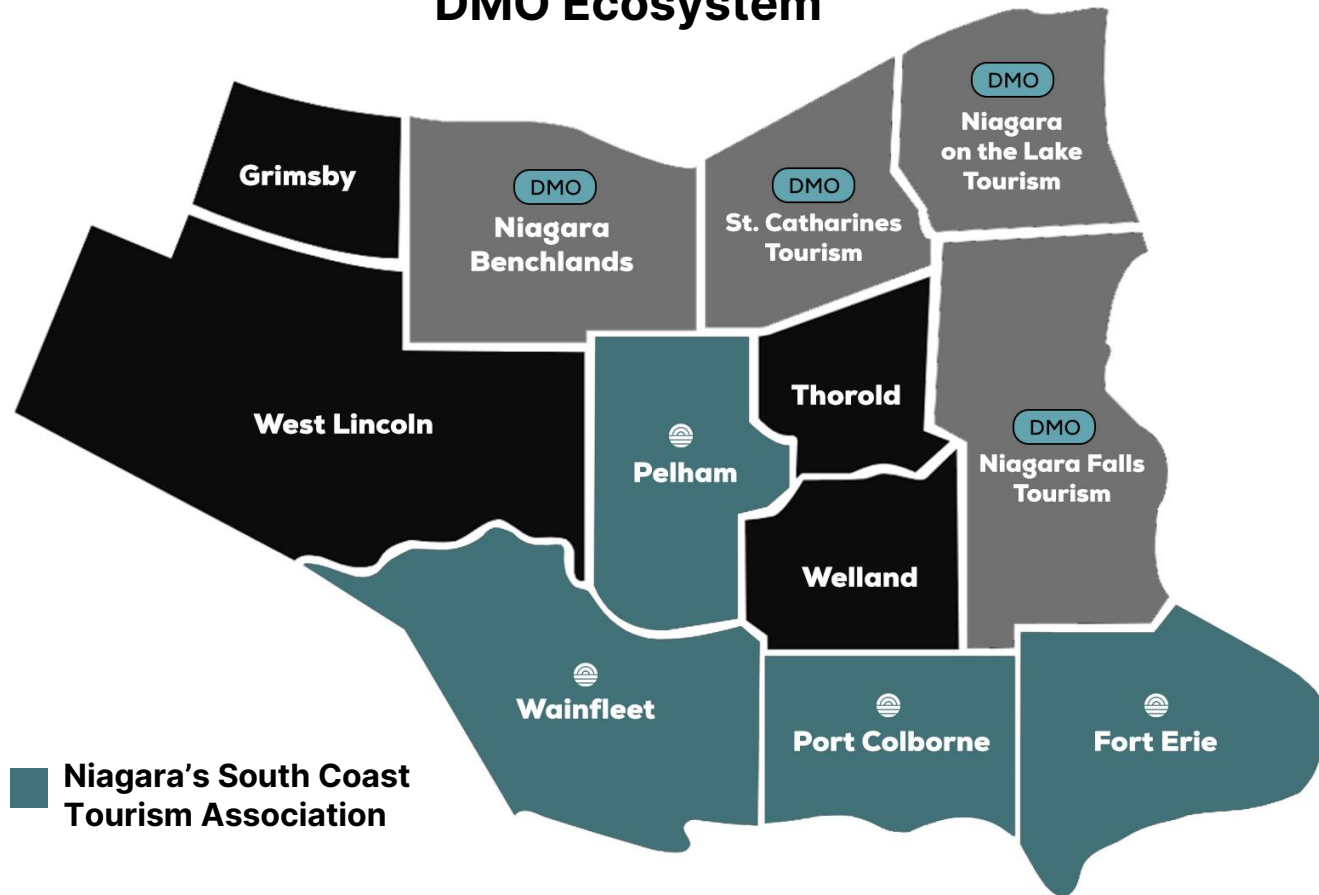 DMO Ecosystem
DMO
Niagara
on the Lake
Tourism
Grimsby
DMO
Niagara
Benchlands
DMO
St. Catharines
Tourism
West Lincoln
Thorold
Pelham
DMO
Niagara Falls
Tourism
Welland
Wainfleet
Port Colborne
Fort Erie
Niagara’s South Coast
Tourism Association